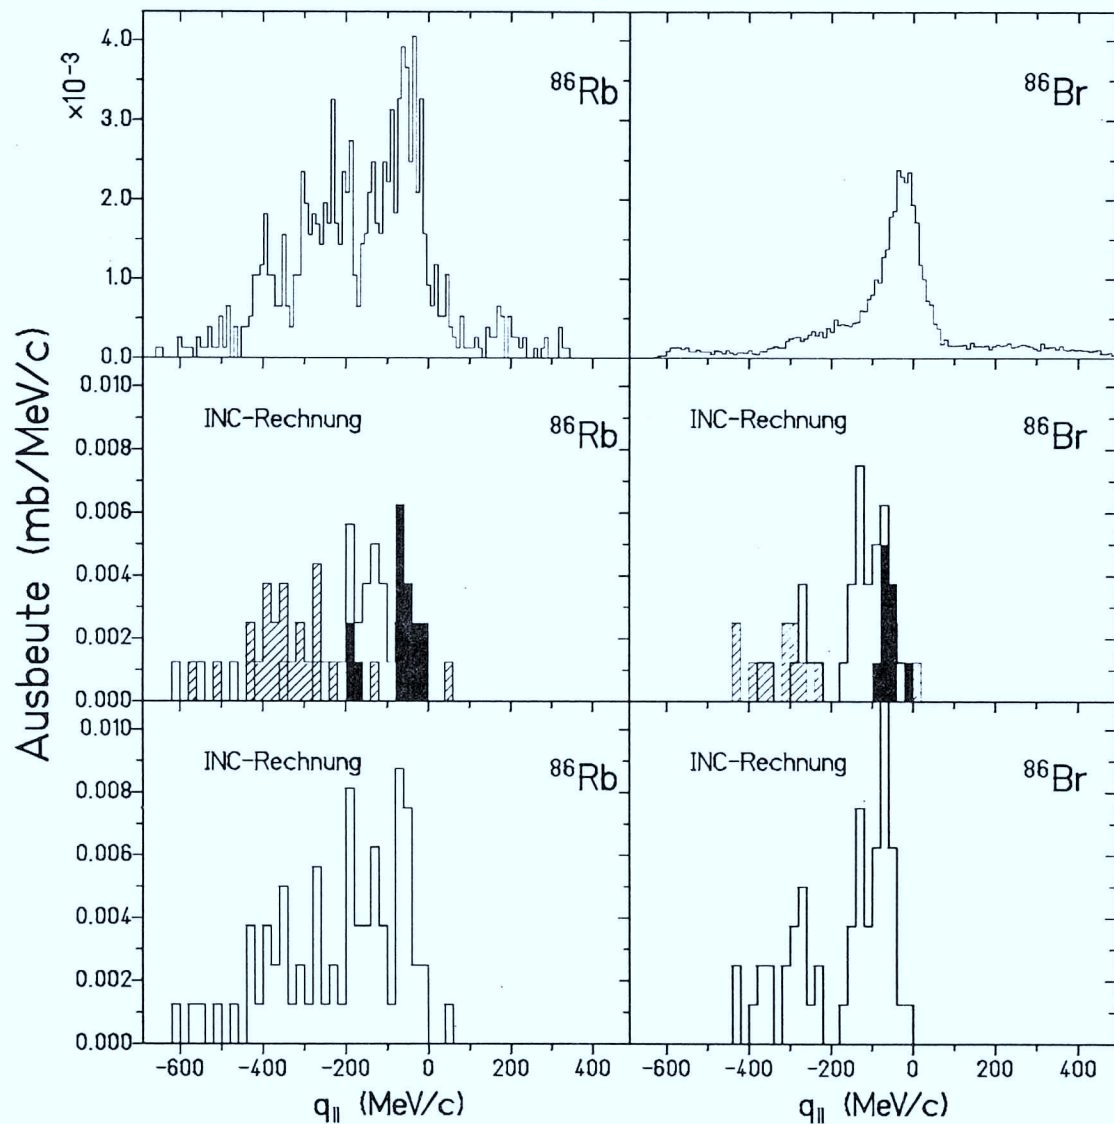 Ausbeute (mb/MeV/c)
×10⁻³
4.0
3.0
2.0
1.0
0.0
⁸⁶Rb
⁸⁶Br
0.010
0.008
0.006
0.004
0.002
0.000
INC-Rechnung
⁸⁶Rb
INC-Rechnung
⁸⁶Br
0.010
0.008
0.006
0.004
0.002
0.000
INC-Rechnung
⁸⁶Rb
INC-Rechnung
⁸⁶Br
-600 -400 -200 0 200 400
-600 -400 -200 0 200 400
q∥ (MeV/c)
q∥ (MeV/c)